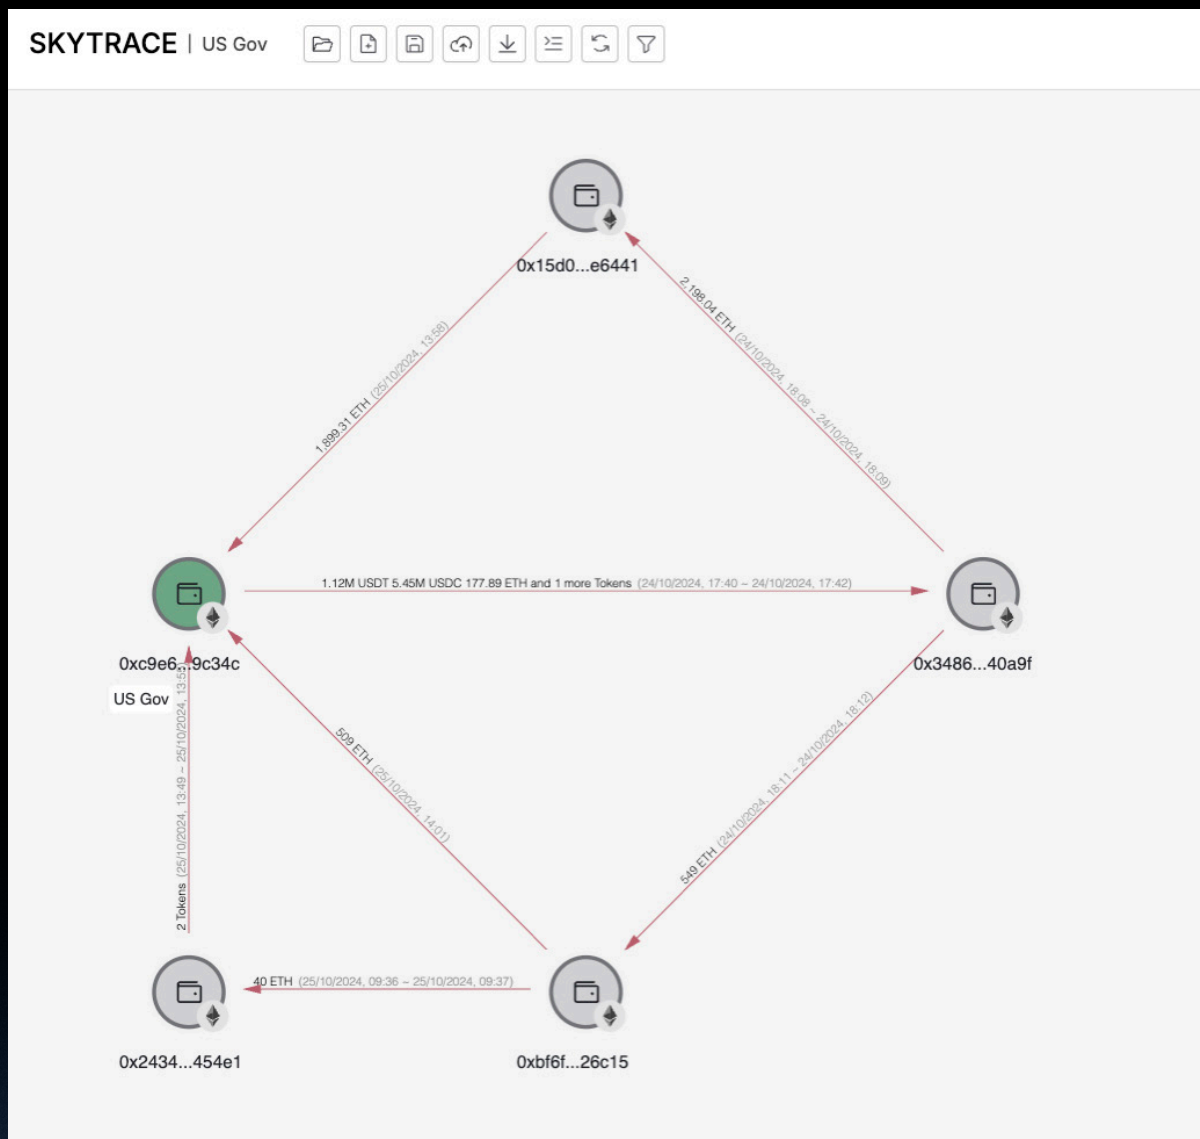 SKYTRACE | US Gov
0x15d0...e6441
2,198.04 ETH (24/10/2024, 18:08 ~ 24/10/2024, 18:09)
1,899.31 ETH (25/10/2024, 13:58)
1.12M USDT 5.45M USDC 177.89 ETH and 1 more Tokens (24/10/2024, 17:40 ~ 24/10/2024, 17:42)
0xc9e6...9c34c
US Gov
0x3486...40a9f
2 Tokens (25/10/2024, 13:49 ~ 25/10/2024,
509 ETH (25/10/2024, 14:01)
549 ETH (24/10/2024, 18:11 ~ 24/10/2024, 18:12)
40 ETH (25/10/2024, 09:36 ~ 25/10/2024, 09:37)
0x2434...454e1
0xbf6f...26c15